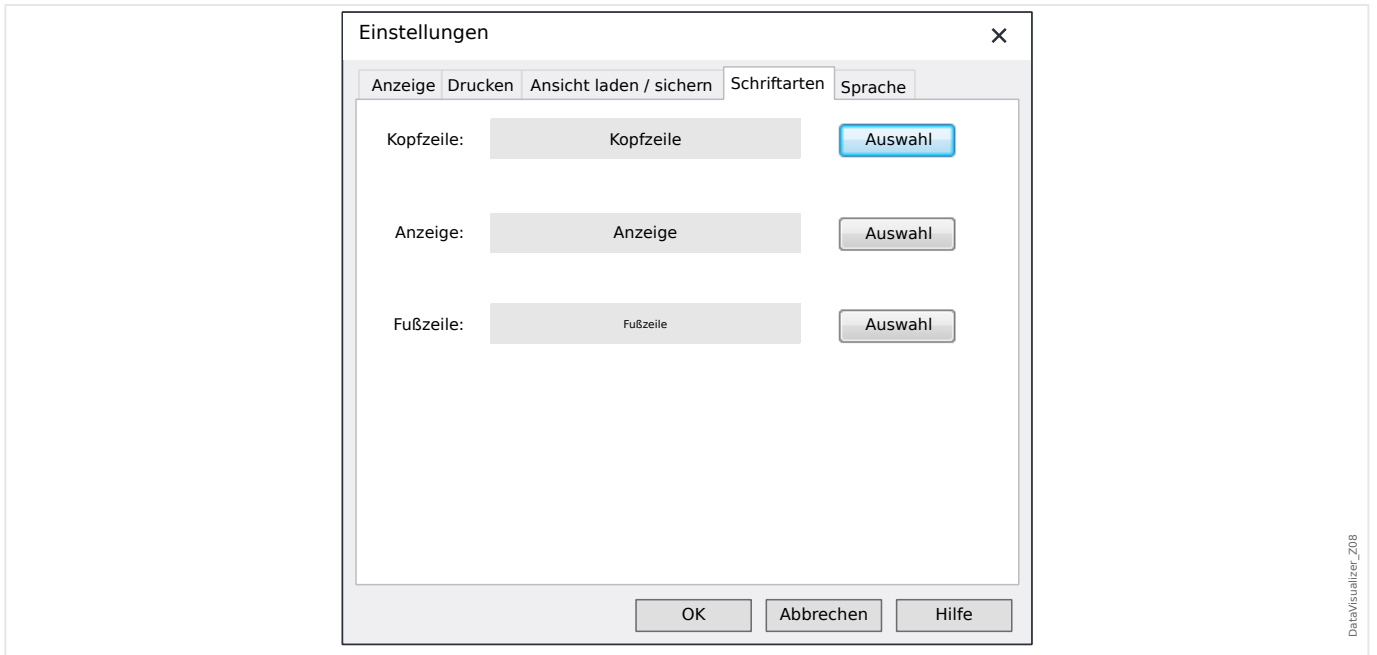 Einstellungen
Anzeige Drucken Ansicht laden / sichern Schriftarten Sprache
Kopfzeile: Kopfzeile Auswahl
Anzeige: Anzeige Auswahl
Fußzeile: Fußzeile Auswahl
OK Abbrechen Hilfe
DataVisualizer_Z08